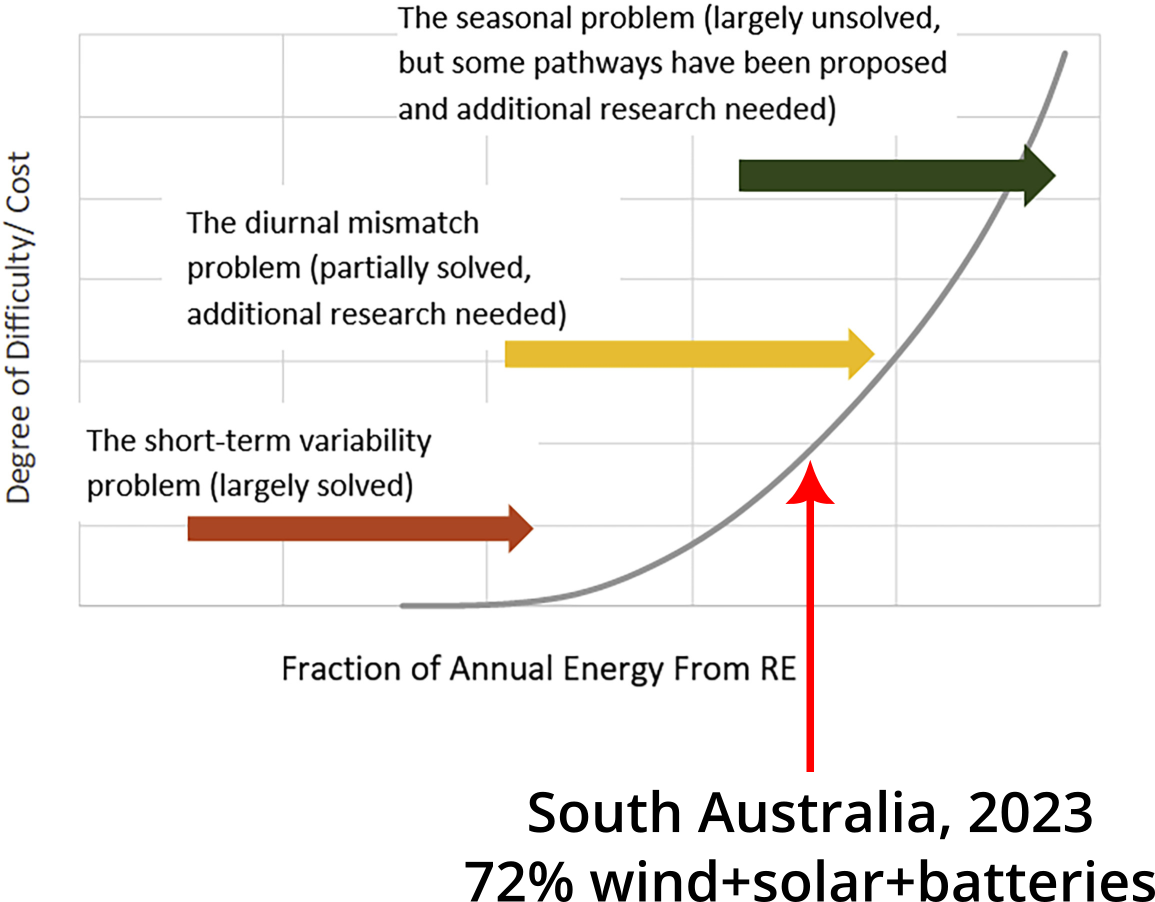 The seasonal problem (largely unsolved,
but some pathways have been proposed
and additional research needed)
The diurnal mismatch
problem (partially solved,
additional research needed)
The short-term variability
problem (largely solved)
Degree of Difficulty/ Cost
Fraction of Annual Energy From RE
South Australia, 2023
72% wind+solar+batteries